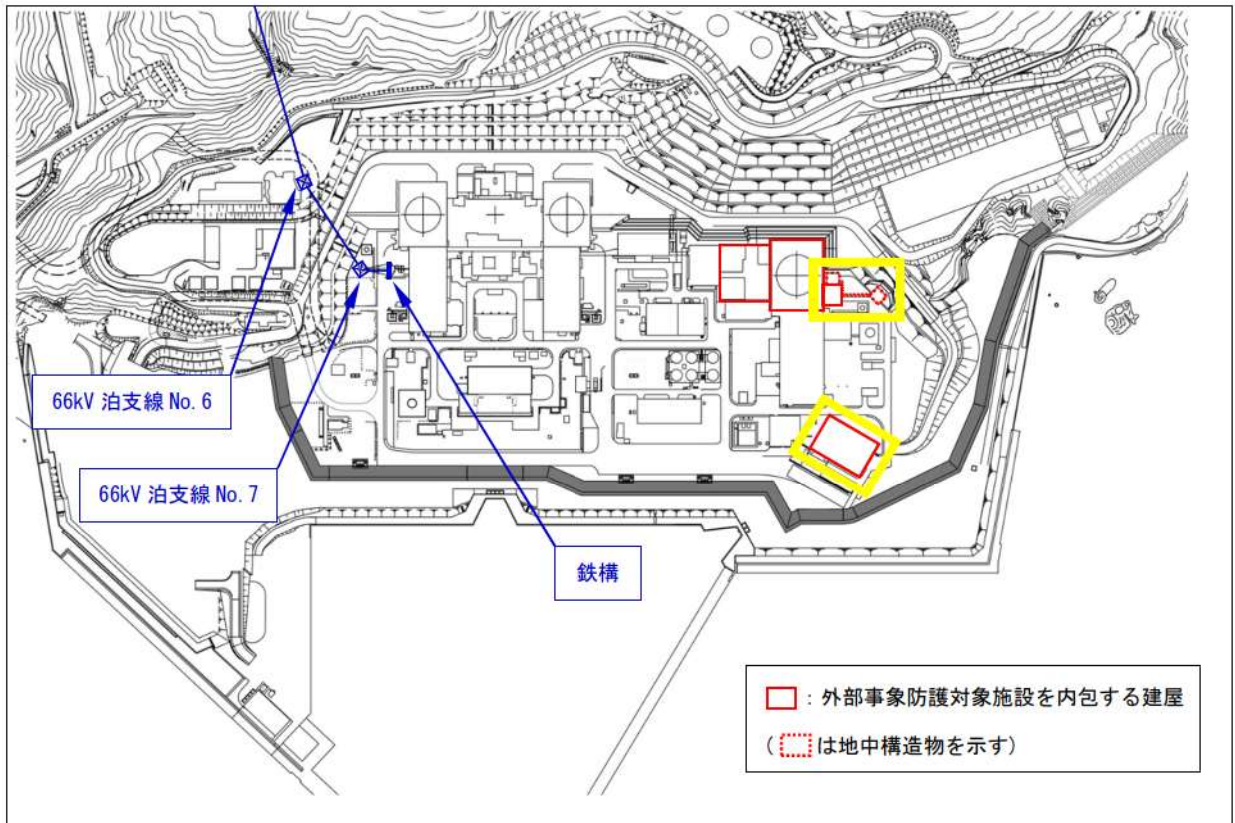 66kV 泊支線 No. 6
66kV 泊支線 No. 7
鉄構
：外部事象防護対象施設を内包する建屋
（ は地中構造物を示す）